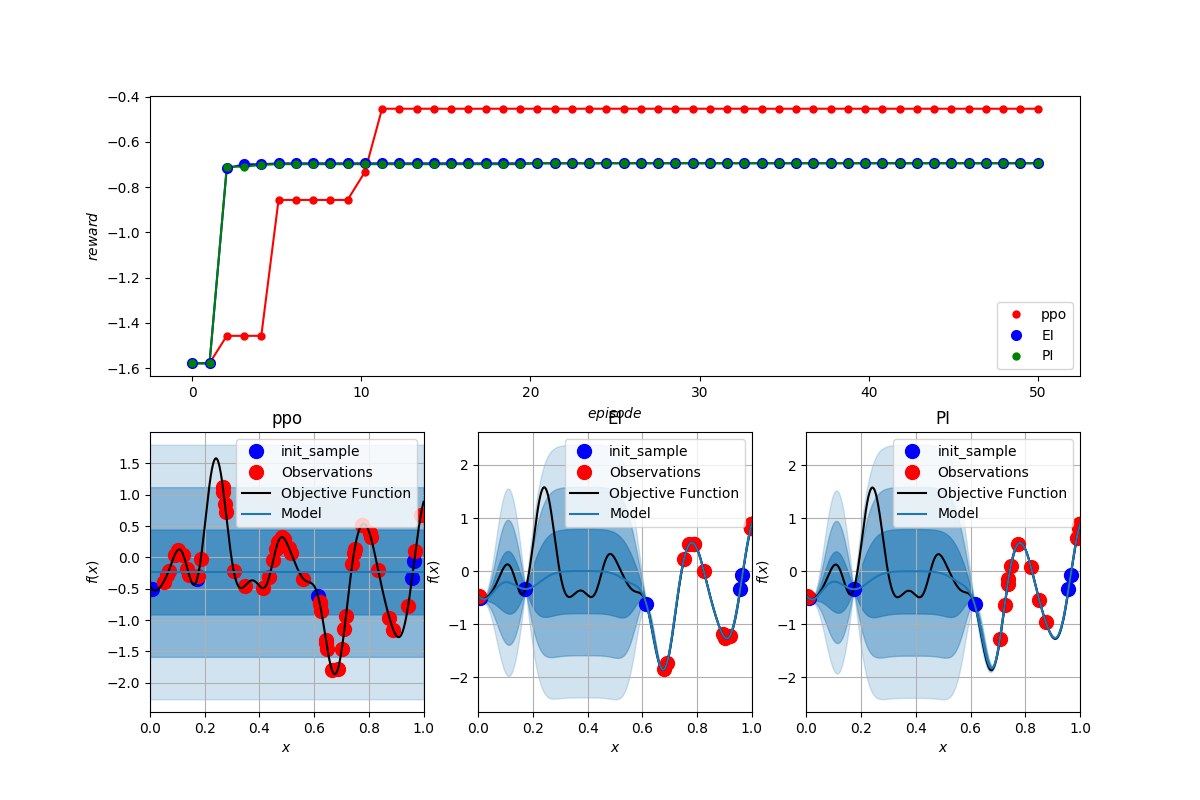 −0.4
−0.6
−0.8
−1.0
−1.2
−1.4
−1.6
reward
0
10
20
30
40
50
episode
ppo
EI
PI
ppo
init_sample
Observations
Objective Function
Model
1.5
1.0
0.5
0.0
−0.5
−1.0
−1.5
−2.0
f(x)
0.0
0.2
0.4
0.6
0.8
1.0
x
EI
init_sample
Observations
Objective Function
Model
2
1
0
−1
−2
f(x)
0.0
0.2
0.4
0.6
0.8
1.0
x
PI
init_sample
Observations
Objective Function
Model
2
1
0
−1
−2
f(x)
0.0
0.2
0.4
0.6
0.8
1.0
x